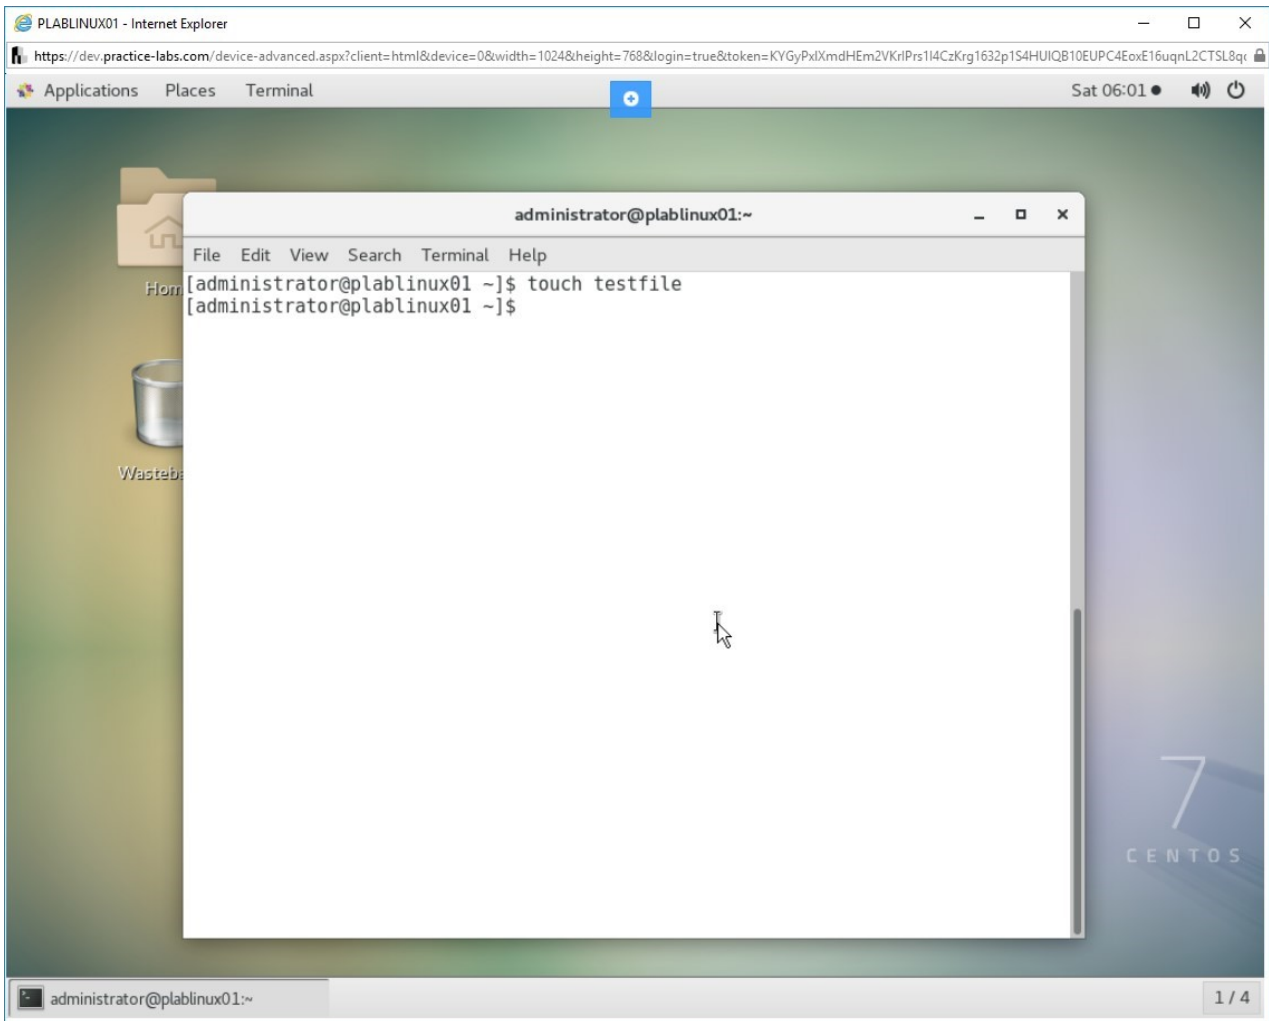 PLABLINUX01 - Internet Explorer
https://dev.practice-labs.com/device-advanced.aspx?client=html&device=0&width=1024&height=768&login=true&token=
Applications Places Terminal Sat 06:01
administrator@plablinux01:~
File Edit View Search Terminal Help
[administrator@plablinux01 ~]$ touch testfile
[administrator@plablinux01 ~]$
Hom
Casteba
7
CENTOS
administrator@plablinux01:~
1 / 4